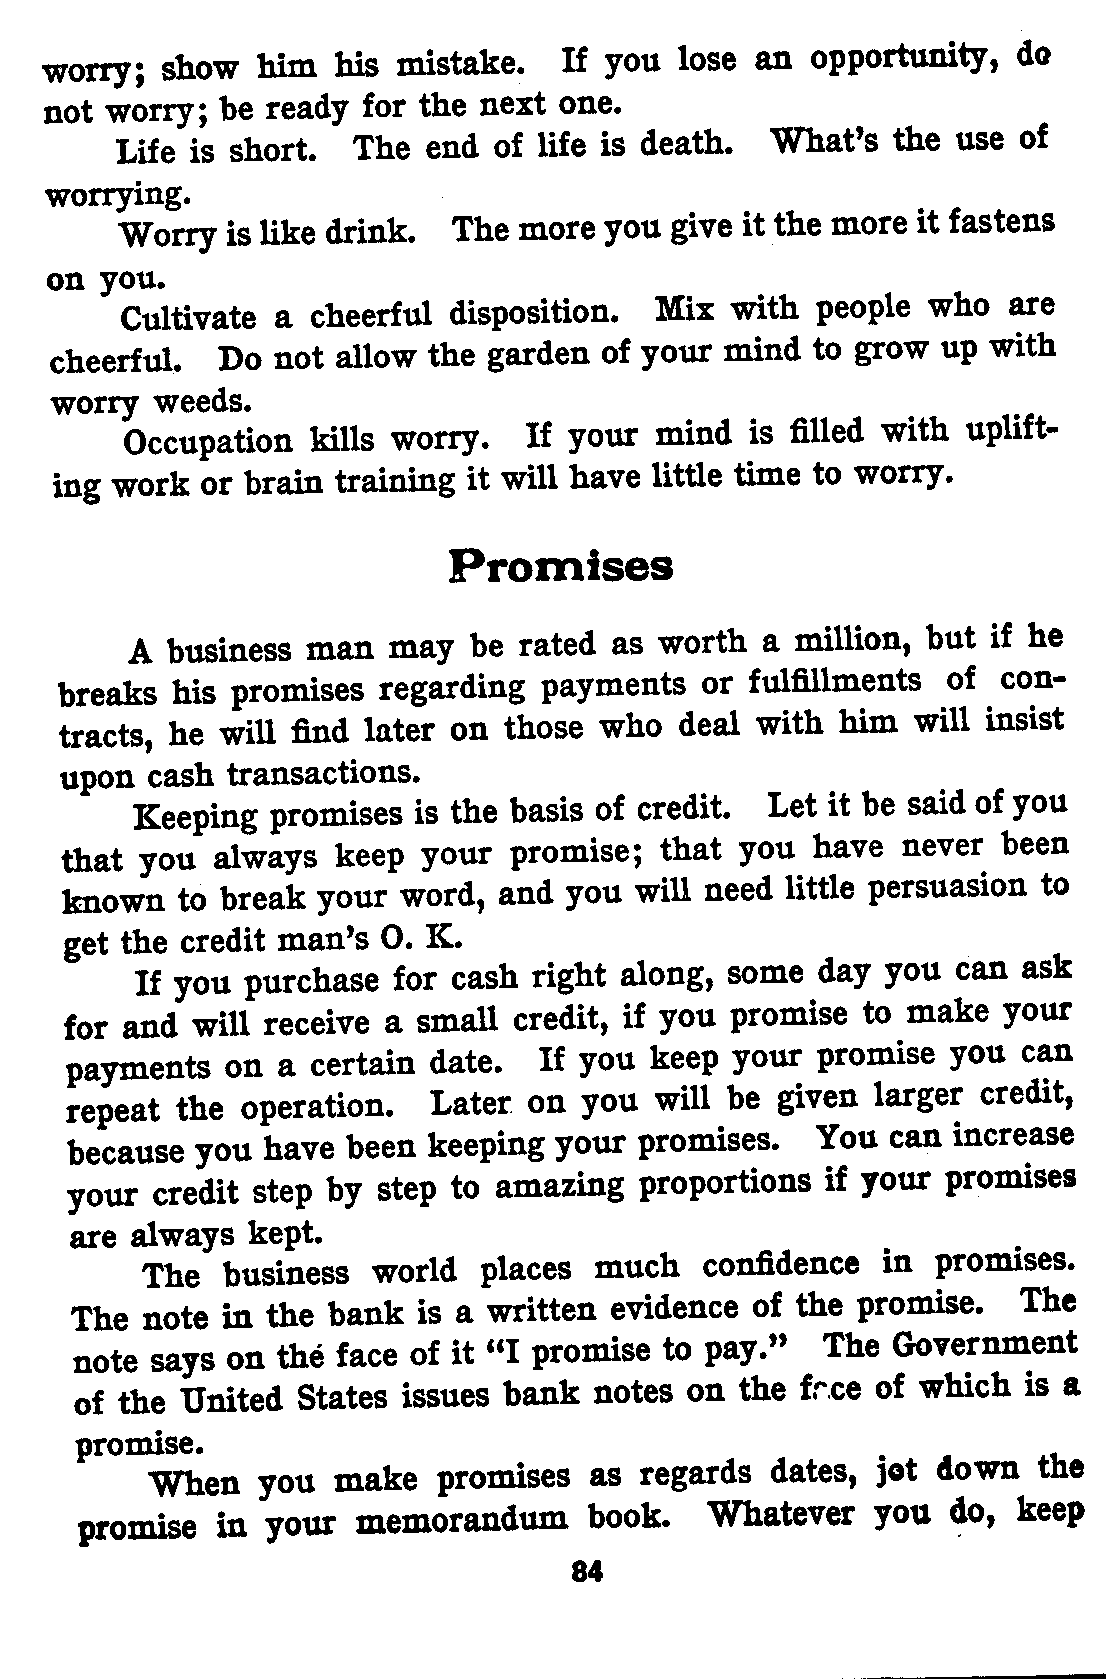 worry; show him his mistake. If you lose an opportunity, do
not worry; be ready for the next one.
Life is short. The end of life is death. What's the use of
worrying.
Worry is like drink. The more you give it the more it fastens
on you.
Cultivate a cheerful disposition. Mix with people who are
cheerful. Do not allow the garden of your mind to grow up with
worry weeds.
Occupation kills worry. If your mind is filled with uplift-
ing work or brain training it will have little time to worry.
Promises
A business man may be rated as worth a million, but if he
breaks his promises regarding payments or fulfillments of con-
tracts, he will find later on those who deal with him will insist
upon cash transactions.
Keeping promises is the basis of credit. Let it be said of you
that you always keep your promise; that you have never been
known to break your word, and you will need little persuasion to
get the credit man's O. K.
If you purchase for cash right along, some day you can ask
for and will receive a small credit, if you promise to make your
payments on a certain date. If you keep your promise you can
repeat the operation. Later on you will be given larger credit,
because you have been keeping your promises. You can increase
your credit step by step to amazing proportions if your promises
are always kept.
The business world places much confidence in promises.
The note in the bank is a written evidence of the promise. The
note says on the face of it "I promise to pay." The Government
of the United States issues bank notes on the face of which is a
promise.
When you make promises as regards dates, jot down the
promise in your memorandum book. Whatever you do, keep
84